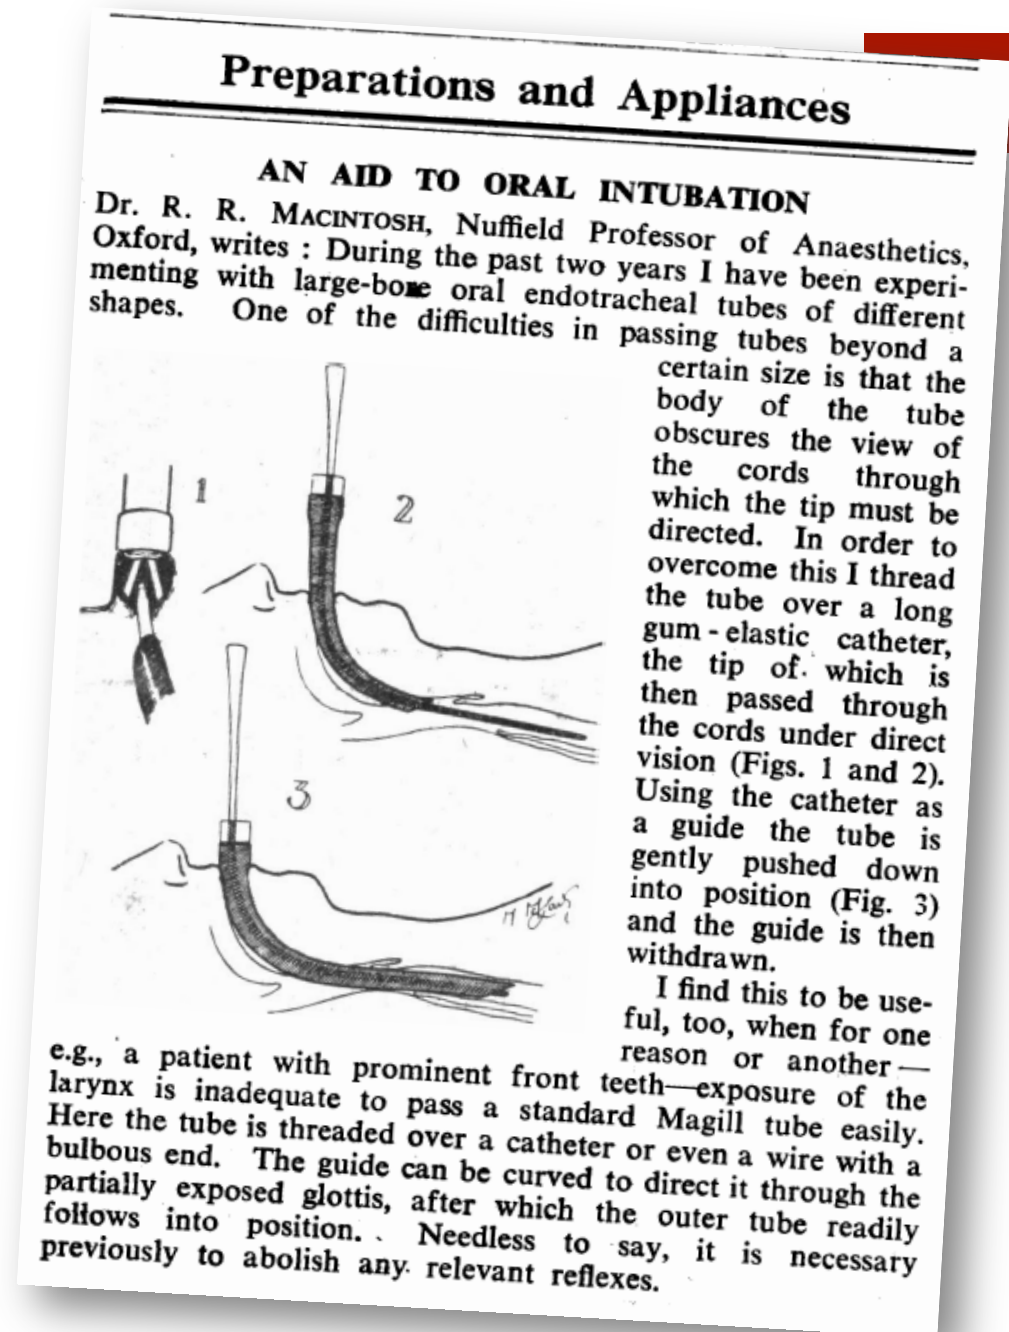 Preparations and Appliances
AN AID TO ORAL INTUBATION
Dr. R. R. MACINTOSH, Nuffield Professor of Anaesthetics,
Oxford, writes : During the past two years I have been experi-
menting with large-bore oral endotracheal tubes of different
shapes. One of the difficulties in passing tubes beyond a
certain size is that the
body of the tube
obscures the view of
the cords through
which the tip must be
directed. In order to
overcome this I thread
the tube over a long
gum-elastic catheter,
the tip of which is
then passed through
the cords under direct
vision (Figs. 1 and 2).
Using the catheter as
a guide the tube is
gently pushed down
into position (Fig. 3)
and the guide is then
withdrawn.
I find this to be use-
ful, too, when for one
reason or another—
e.g., a patient with prominent front teeth—exposure of the
larynx is inadequate to pass a standard Magill tube easily.
Here the tube is threaded over a catheter or even a wire with a
bulbous end. The guide can be curved to direct it through the
partially exposed glottis, after which the outer tube readily
follows into position. Needless to say, it is necessary
previously to abolish any relevant reflexes.
1
2
3